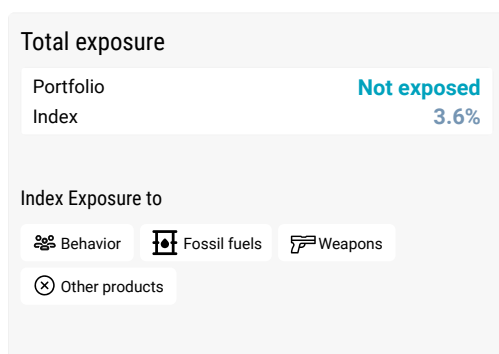 Total exposure
Portfolio Not exposed
Index 3.6%
Index Exposure to
Behavior Fossil fuels Weapons
Other products